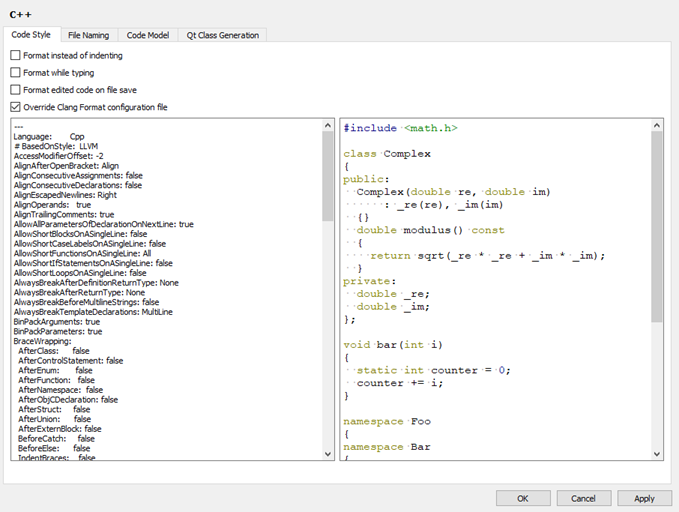 C++
Code Style
File Naming
Code Model
Qt Class Generation
Format instead of indenting
Format while typing
Format edited code on file save
Override Clang Format configuration file
---
Language: Cpp
# BasedOnStyle: LLVM
AccessModifierOffset: -2
AlignAfterOpenBracket: Align
AlignConsecutiveAssignments: false
AlignConsecutiveDeclarations: false
AlignEscapedNewlines: Right
AlignOperands: true
AlignTrailingComments: true
AllowAllParametersOfDeclarationOnNextLine: true
AllowShortBlocksOnASingleLine: false
AllowShortCaseLabelsOnASingleLine: false
AllowShortFunctionsOnASingleLine: All
AllowShortIfStatementsOnASingleLine: false
AllowShortLoopsOnASingleLine: false
AlwaysBreakAfterDefinitionReturnType: None
AlwaysBreakAfterReturnType: None
AlwaysBreakBeforeMultilineStrings: false
AlwaysBreakTemplateDeclarations: MultiLine
BinPackArguments: true
BinPackParameters: true
BraceWrapping:
AfterClass: false
AfterControlStatement: false
AfterEnum: false
AfterFunction: false
AfterNamespace: false
AfterObjCDeclaration: false
AfterStruct: false
AfterUnion: false
AfterExternBlock: false
BeforeCatch: false
BeforeElse: false
IndentBraces: false
#include <math.h>
class Complex
{
public:
Complex(double re, double im)
: _re(re), _im(im)
{}
double modulus() const
{
return sqrt(_re * _re + _im * _im);
}
private:
double _re;
double _im;
};
void bar(int i)
{
static int counter = 0;
counter += i;
}
namespace Foo
{
namespace Bar
{
OK
Cancel
Apply